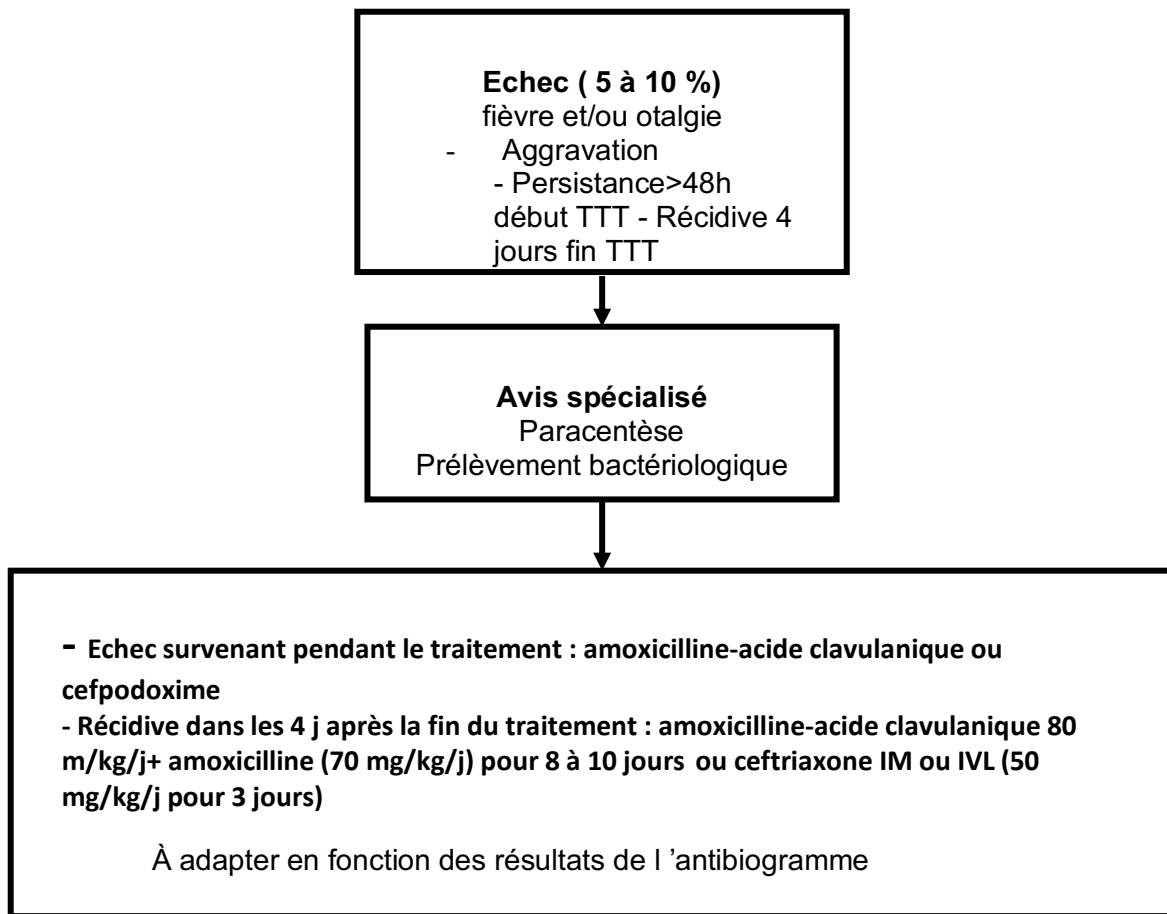 Echec ( 5 à 10 %)
fièvre et/ou otalgie
- Aggravation
- Persistance>48h
début TTT - Récidive 4
jours fin TTT
Avis spécialisé
Paracentèse
Prélèvement bactériologique
- Echec survenant pendant le traitement : amoxicilline-acide clavulanique ou
cefpodoxime
- Récidive dans les 4 j après la fin du traitement : amoxicilline-acide clavulanique 80
m/kg/j+ amoxicilline (70 mg/kg/j) pour 8 à 10 jours ou ceftriaxone IM ou IVL (50
mg/kg/j pour 3 jours)
À adapter en fonction des résultats de l ’antibiogramme